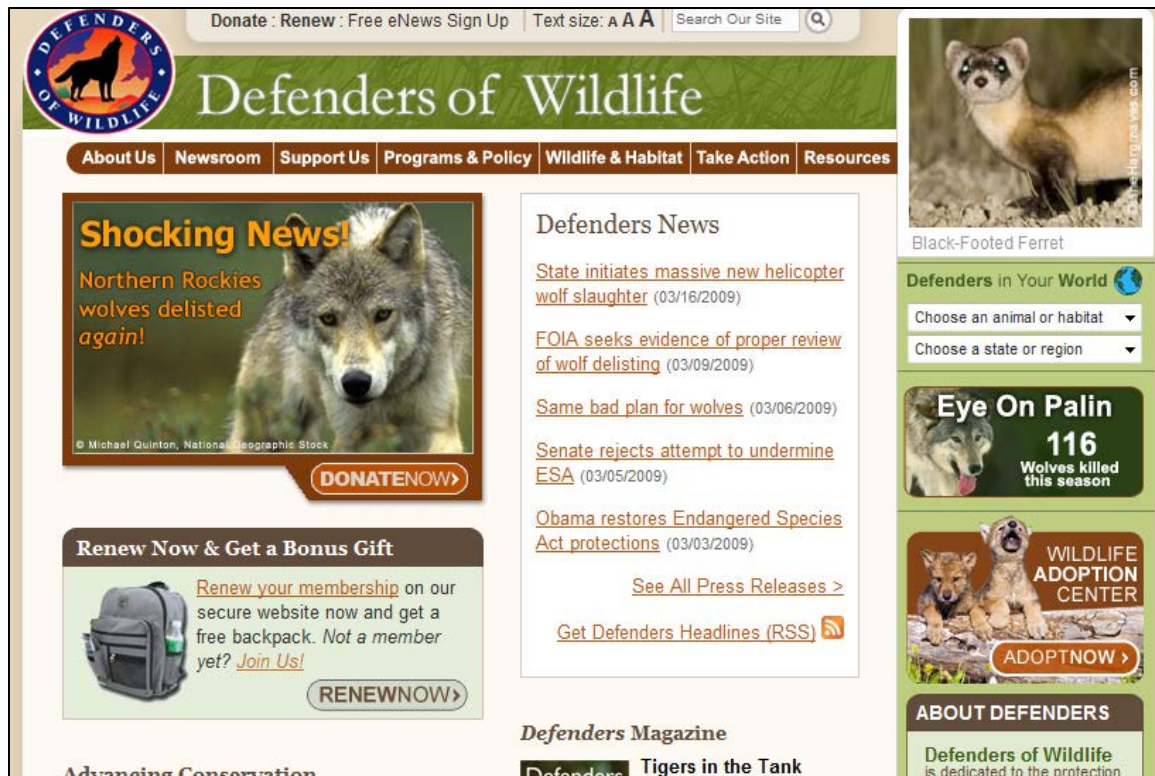 Donate : Renew : Free eNews Sign Up
Text size: A A A
Search Our Site
DEFENDERS OF WILDLIFE
Defenders of Wildlife
About Us
Newsroom
Support Us
Programs & Policy
Wildlife & Habitat
Take Action
Resources
Shocking News!
Northern Rockies
wolves delisted
again!
© Michael Quinton, National Geographic Stock
DONATENOW>
Renew Now & Get a Bonus Gift
Renew your membership on our
secure website now and get a
free backpack. Not a member
yet? Join Us!
RENEWNOW>
Advancing Conservation
Defenders News
State initiates massive new helicopter
wolf slaughter (03/16/2009)
FOIA seeks evidence of proper review
of wolf delisting (03/09/2009)
Same bad plan for wolves (03/06/2009)
Senate rejects attempt to undermine
ESA (03/05/2009)
Obama restores Endangered Species
Act protections (03/03/2009)
See All Press Releases >
Get Defenders Headlines (RSS)
Defenders Magazine
Defenders
Tigers in the Tank
Black-Footed Ferret
Defenders in Your World
Choose an animal or habitat
Choose a state or region
Eye On Palin
116
Wolves killed
this season
WILDLIFE
ADOPTION
CENTER
ADOPTNOW >
ABOUT DEFENDERS
Defenders of Wildlife
is dedicated to the protection